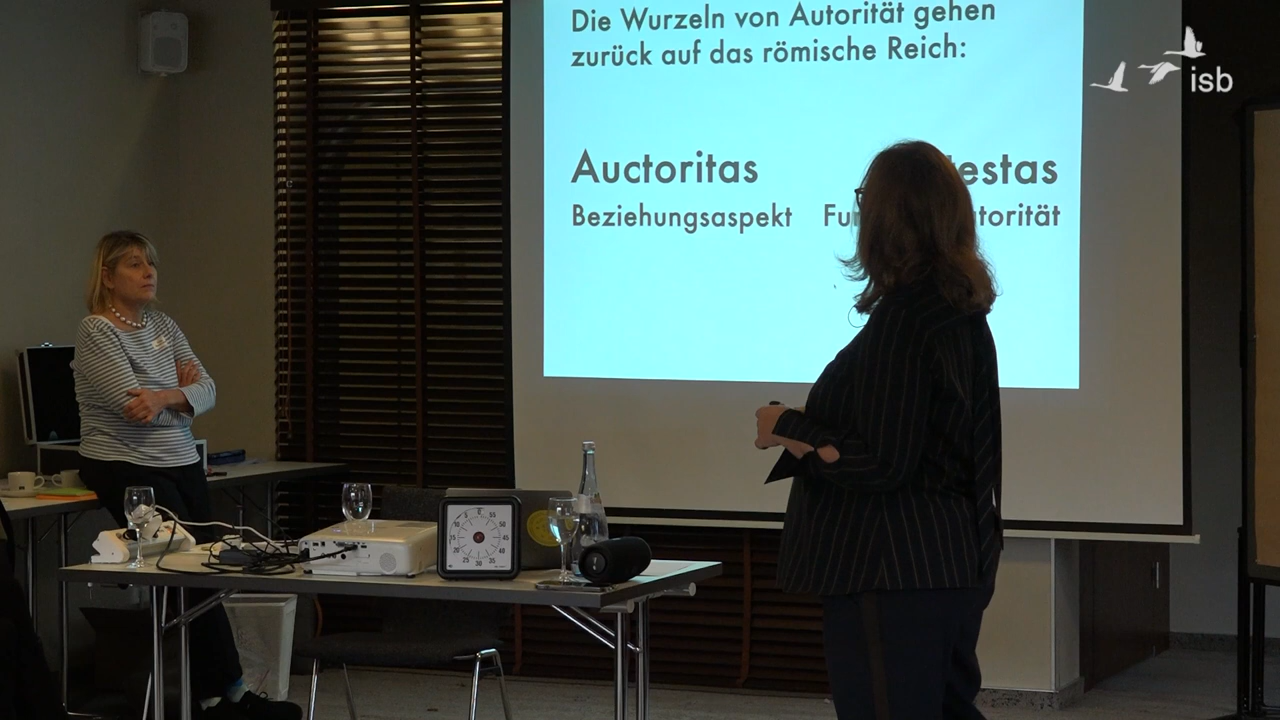 Die Wurzeln von Autorität gehen
zurück auf das römische Reich:
isb
Auctoritas
Beziehungsaspekt